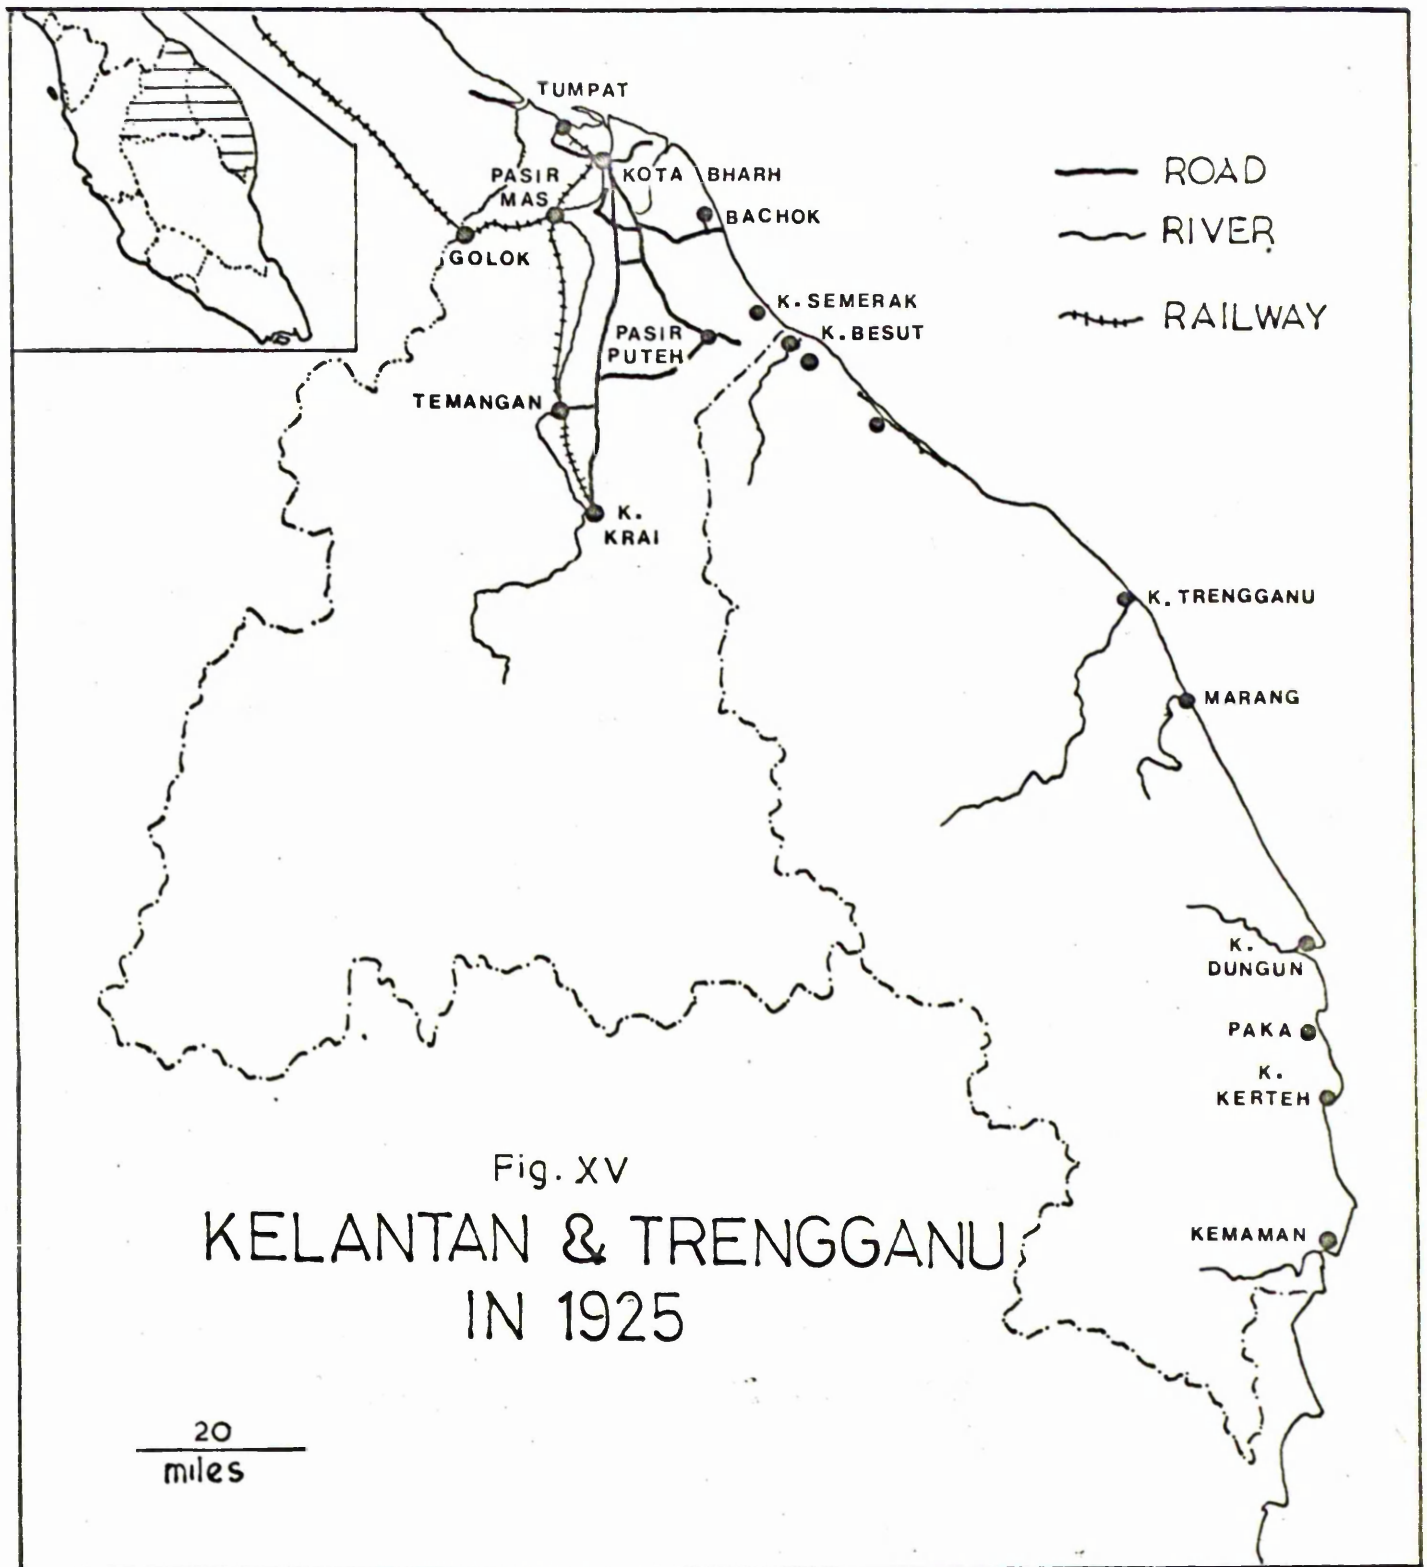 TUMPAT
PASIR
MAS
KOTA BHARH
BACHOK
GOLOK
K. SEMERAK
K. BESUT
PASIR
PUTEH
TEMANGAN
K.
KRAI
K. TRENGGANU
MARANG
K.
DUNGUN
PAKA
K.
KERTEH
KEMAMAN
ROAD
RIVER
RAILWAY
Fig. XV
KELANTAN & TRENGGANU
IN 1925
20
miles